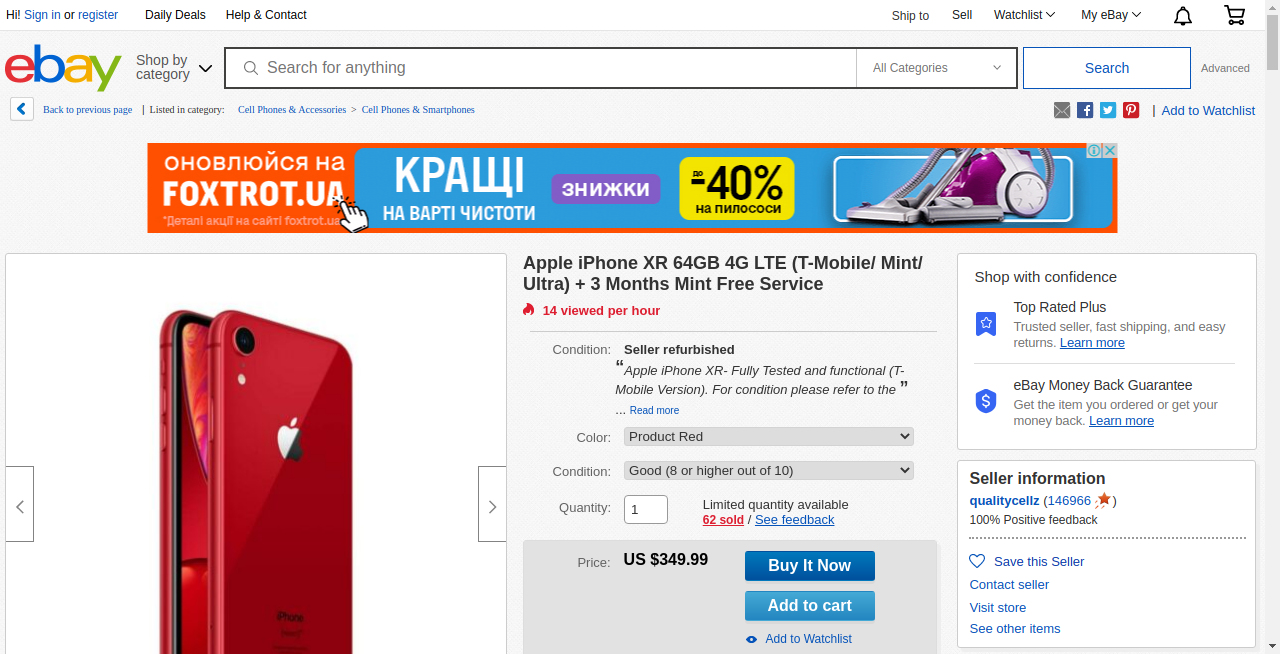 Hi! Sign in or register Daily Deals Help & Contact Ship to Sell Watchlist My eBay
ebay
Shop by
category
Search for anything
All Categories
Search
Advanced
Back to previous page | Listed in category: Cell Phones & Accessories > Cell Phones & Smartphones
| Add to Watchlist
ОНОВЛЮЙСЯ НА
FOXTROT.UA
*Деталі акції на сайті foxtrot.ua
КРАЩІ
НА ВАРТІ ЧИСТОТИ
ЗНИЖКИ
до
-40%
на пилососи
Apple iPhone XR 64GB 4G LTE (T-Mobile/ Mint/
Ultra) + 3 Months Mint Free Service
14 viewed per hour
Condition: Seller refurbished
“Apple iPhone XR- Fully Tested and functional (T-
Mobile Version). For condition please refer to the ”
... Read more
Color: Product Red
Condition: Good (8 or higher out of 10)
Quantity: 1 Limited quantity available
62 sold / See feedback
Price: US $349.99
Buy It Now
Add to cart
Add to Watchlist
iPhone
Shop with confidence
Top Rated Plus
Trusted seller, fast shipping, and easy
returns. Learn more
eBay Money Back Guarantee
Get the item you ordered or get your
money back. Learn more
Seller information
qualitycellz (146966 )
100% Positive feedback
Save this Seller
Contact seller
Visit store
See other items